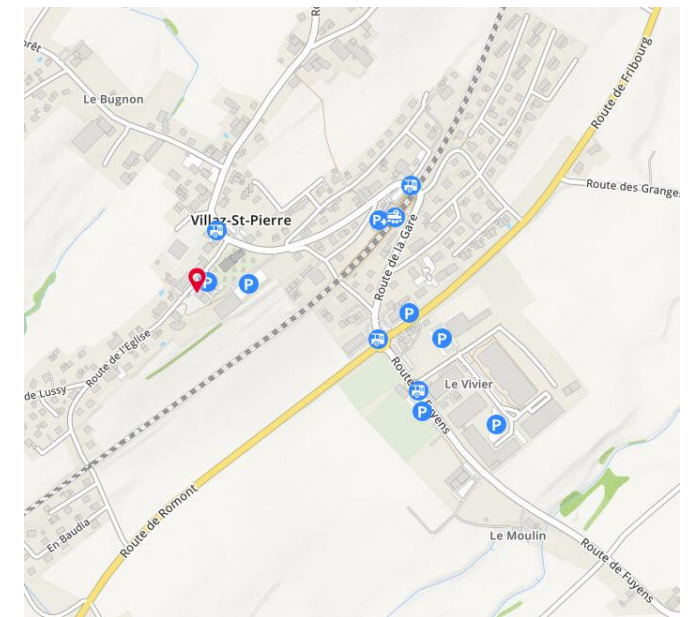 Le Bugnon
Route de Fribourg
Route des Granges
Villaz-St-Pierre
P
Route de la Gare
P
P
P
P
Route de l'Eglise
Le Vivier
de Lussy
Route de Fuyens
P
P
En Baudia
Route de Romont
Le Moulin
Route de Fuyens